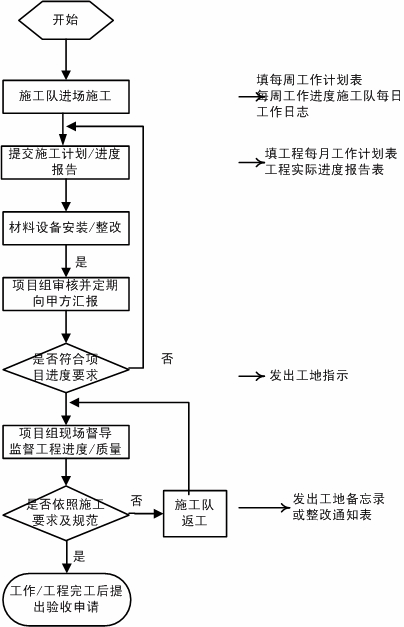 开始
施工队进场施工
填每周工作计划表
每周工作进度施工队每日
工作日志
提交施工计划/进度
报告
填工程每月工作计划表
工程实际进度报告表
材料设备安装/整改
是
项目组审核并定期
向甲方汇报
是否符合项
目进度要求
否
发出工地指示
项目组现场督导
监督工程进度/质量
是否依照施工
要求及规范
否
施工队
返工
发出工地备忘录
或整改通知表
是
工作/工程完工后提
出验收申请